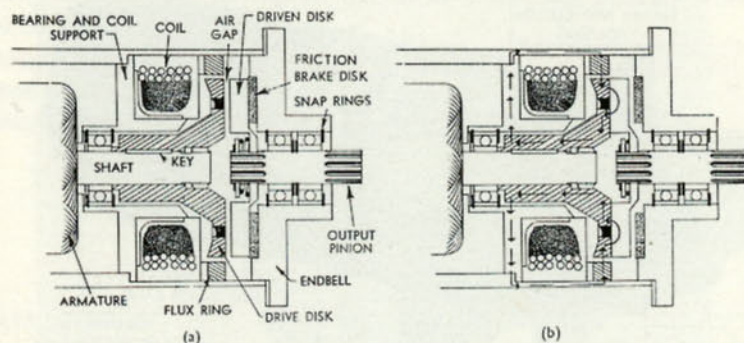 BEARING AND COIL
SUPPORT
COIL
AIR
GAP
DRIVEN DISK
FRICTION
BRAKE DISK
SNAP RINGS
KEY
SHAFT
OUTPUT
PINION
ENDBELL
ARMATURE
FLUX RING
DRIVE DISK
(a)
(b)